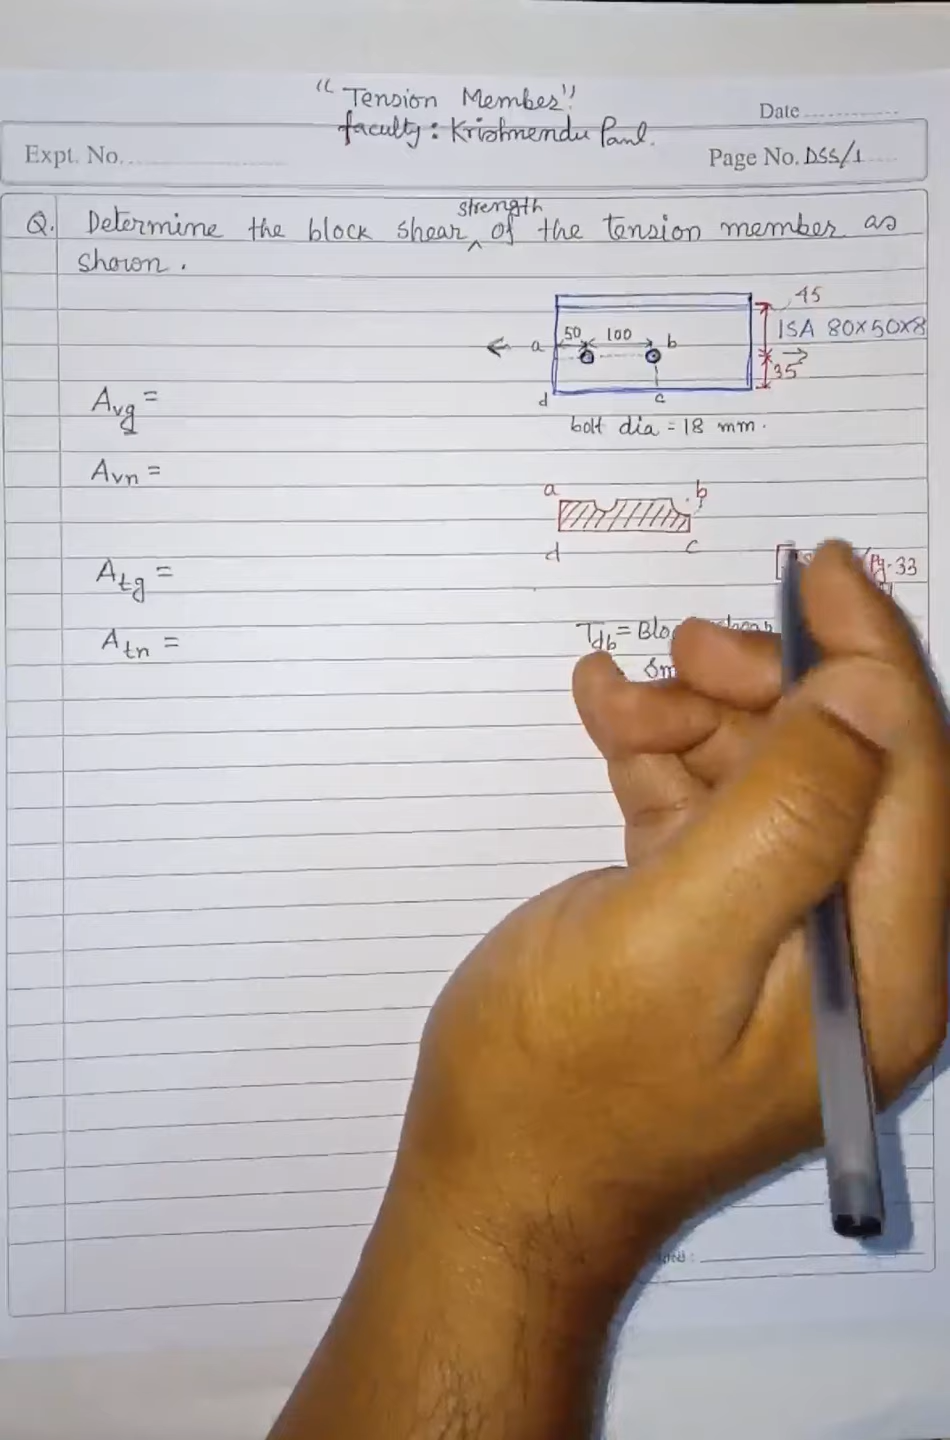 "Tension Member"
faculty: Krishnendu Paul.
Date
Expt. No.
Page No. DSS/1
strength
Q. Determine the block shear ^ of the tension member as
shown.
45
50 100
ISA 80×50×8
a b
35
d c
bolt dia = 18 mm.
Avg =
Avn =
a b
d c
Pg-33
Atg =
Atn =
Tdb =